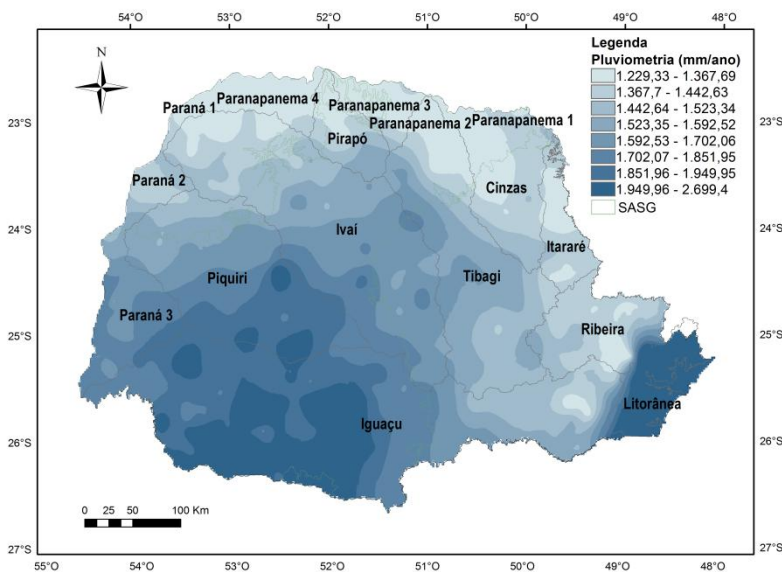 54°O 53°O 52°O 51°O 50°O 49°O 48°O
N
Legenda
Pluviometria (mm/ano)
1.229,33 - 1.367,69
1.367,7 - 1.442,63
1.442,64 - 1.523,34
1.523,35 - 1.592,52
1.592,53 - 1.702,06
1.702,07 - 1.851,95
1.851,96 - 1.949,95
1.949,96 - 2.699,4
SASG
Paraná 1
Paranapanema 4
Paranapanema 3
Paranapanema 2
Paranapanema 1
Pirapó
23°S 23°S
Paraná 2
Cinzas
24°S 24°S
Ivaí
Itararé
Piquiri
Tibagi
Paraná 3
25°S 25°S
Ribeira
Litorânea
Iguaçu
26°S 26°S
0 25 50 100 Km
27°S 27°S
55°O 54°O 53°O 52°O 51°O 50°O 49°O 48°O